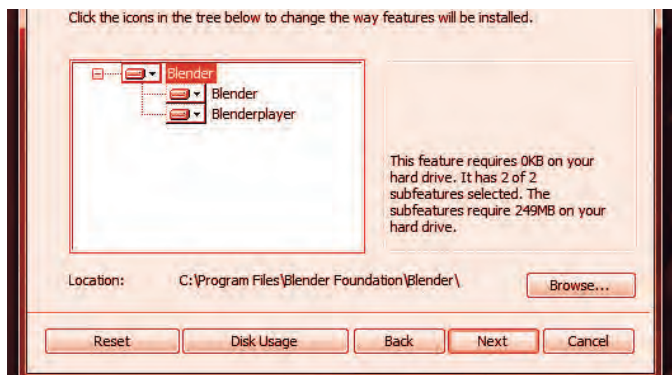 Click the icons in the tree below to change the way features will be installed.
Blender
Blender
Blenderplayer
This feature requires 0KB on your
hard drive. It has 2 of 2
subfeatures selected. The
subfeatures require 249MB on your
hard drive.
Location: C:\Program Files\Blender Foundation\Blender\ Browse...
Reset Disk Usage Back Next Cancel